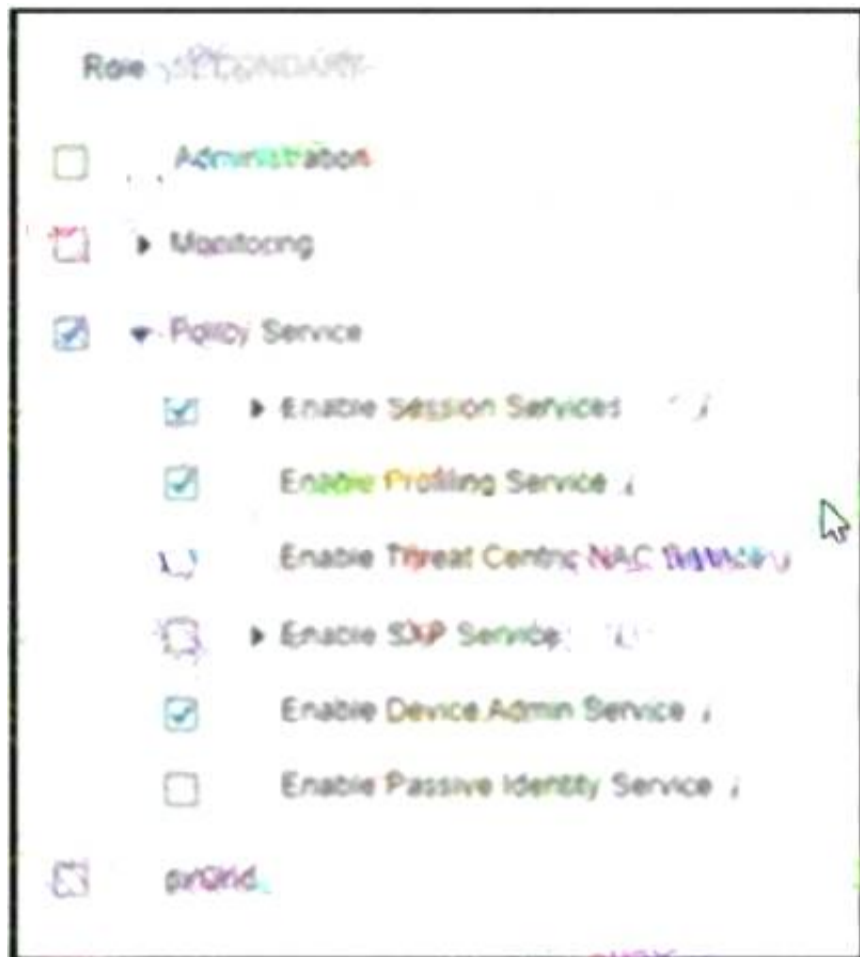 Role SECONDARY
Administration
Monitoring
Policy Service
Enable Session Services
Enable Profiling Service
Enable Threat Centric NAC Service
Enable SXP Service
Enable Device Admin Service
Enable Passive Identity Service
pxGrid